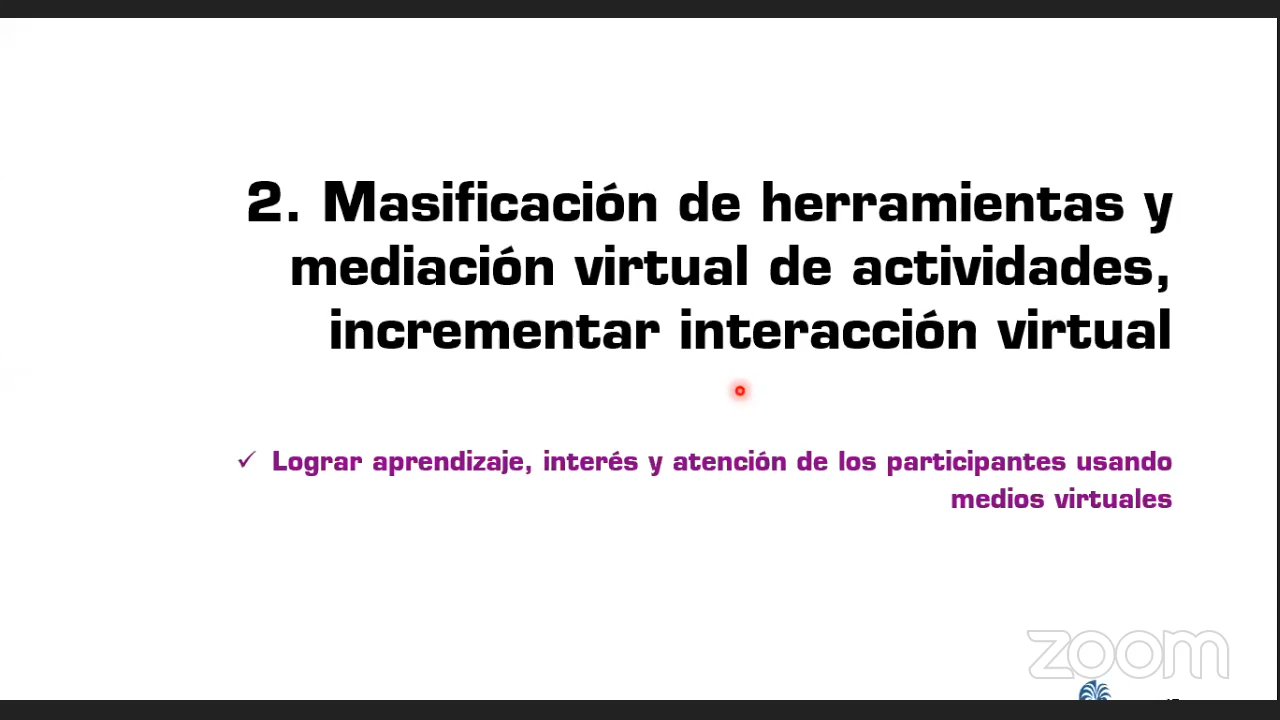 2. Masificación de herramientas y
mediación virtual de actividades,
incrementar interacción virtual
✓ Lograr aprendizaje, interés y atención de los participantes usando
medios virtuales
zoom